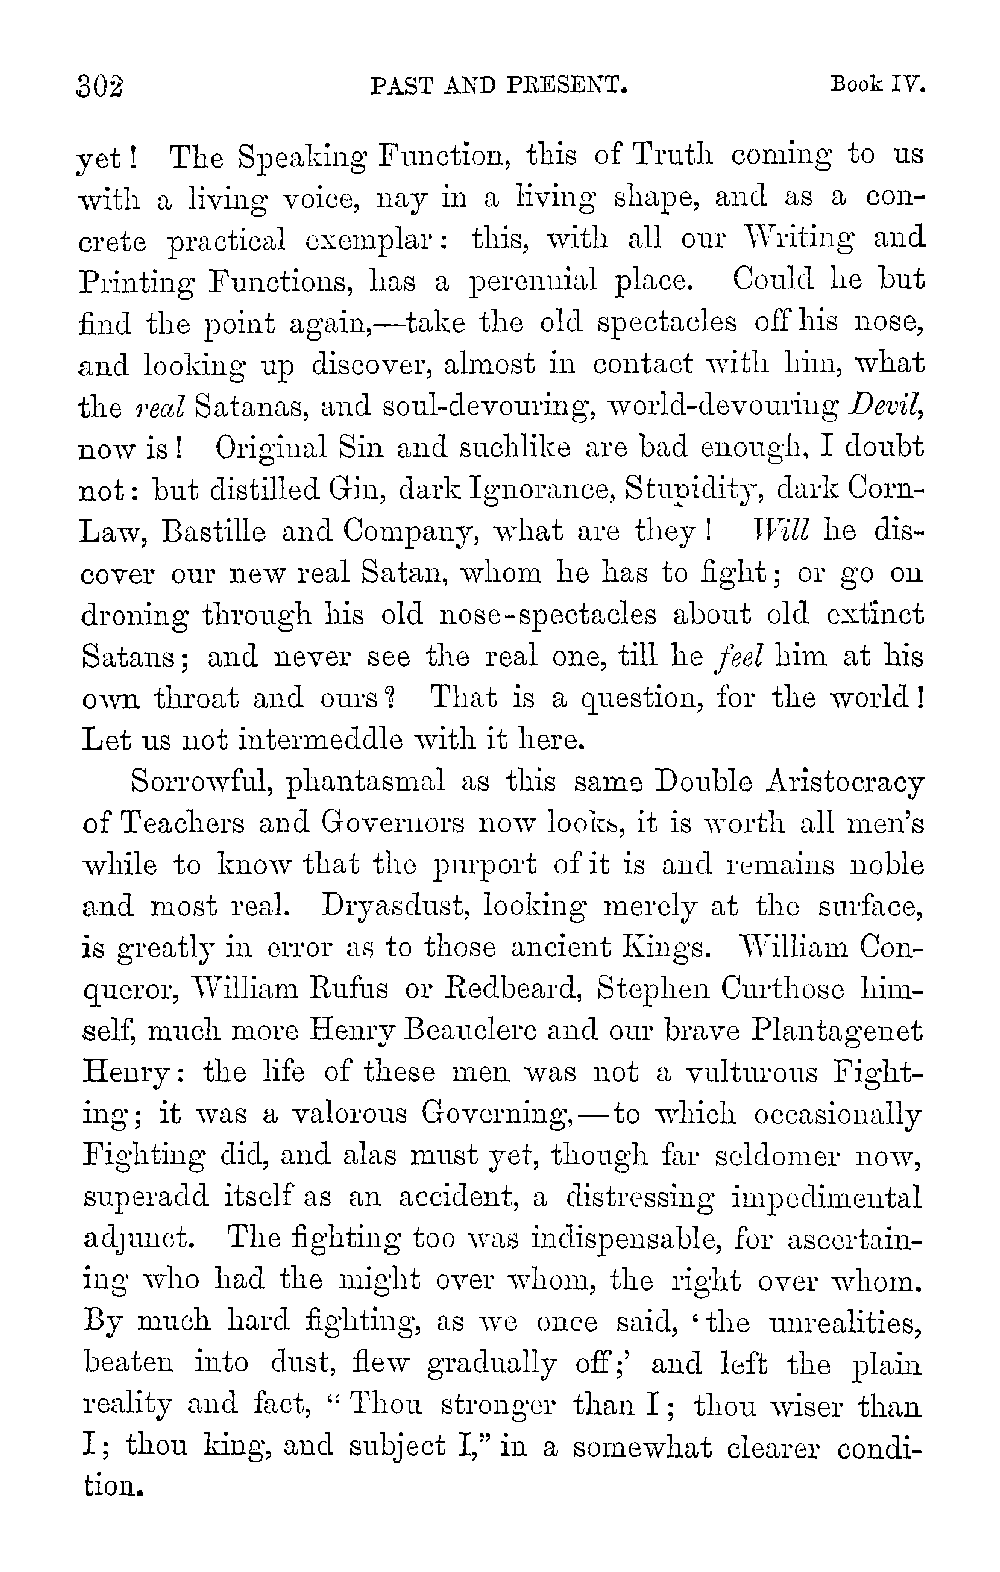 302 PAST AND PRESENT. Book IV.
yet! The Speaking Function, this of Truth coming to us
with a living voice, nay in a living shape, and as a con-
crete practical exemplar: this, with all our Writing and
Printing Functions, has a perennial place. Could he but
find the point again,—take the old spectacles off his nose,
and looking up discover, almost in contact with him, what
the real Satanas, and soul-devouring, world-devouring Devil,
now is! Original Sin and suchlike are bad enough, I doubt
not: but distilled Gin, dark Ignorance, Stupidity, dark Corn-
Law, Bastille and Company, what are they! Will he dis-
cover our new real Satan, whom he has to fight; or go on
droning through his old nose-spectacles about old extinct
Satans; and never see the real one, till he feel him at his
own throat and ours? That is a question, for the world!
Let us not intermeddle with it here.
Sorrowful, phantasmal as this same Double Aristocracy
of Teachers and Governors now looks, it is worth all men's
while to know that the purport of it is and remains noble
and most real. Dryasdust, looking merely at the surface,
is greatly in error as to those ancient Kings. William Con-
queror, William Rufus or Redbeard, Stephen Curthose him-
self, much more Henry Beauclerc and our brave Plantagenet
Henry: the life of these men was not a vulturous Fight-
ing; it was a valorous Governing,—to which occasionally
Fighting did, and alas must yet, though far seldomer now,
superadd itself as an accident, a distressing impedimental
adjunct. The fighting too was indispensable, for ascertain-
ing who had the might over whom, the right over whom.
By much hard fighting, as we once said, 'the unrealities,
beaten into dust, flew gradually off;' and left the plain
reality and fact, "Thou stronger than I; thou wiser than
I; thou king, and subject I," in a somewhat clearer condi-
tion.